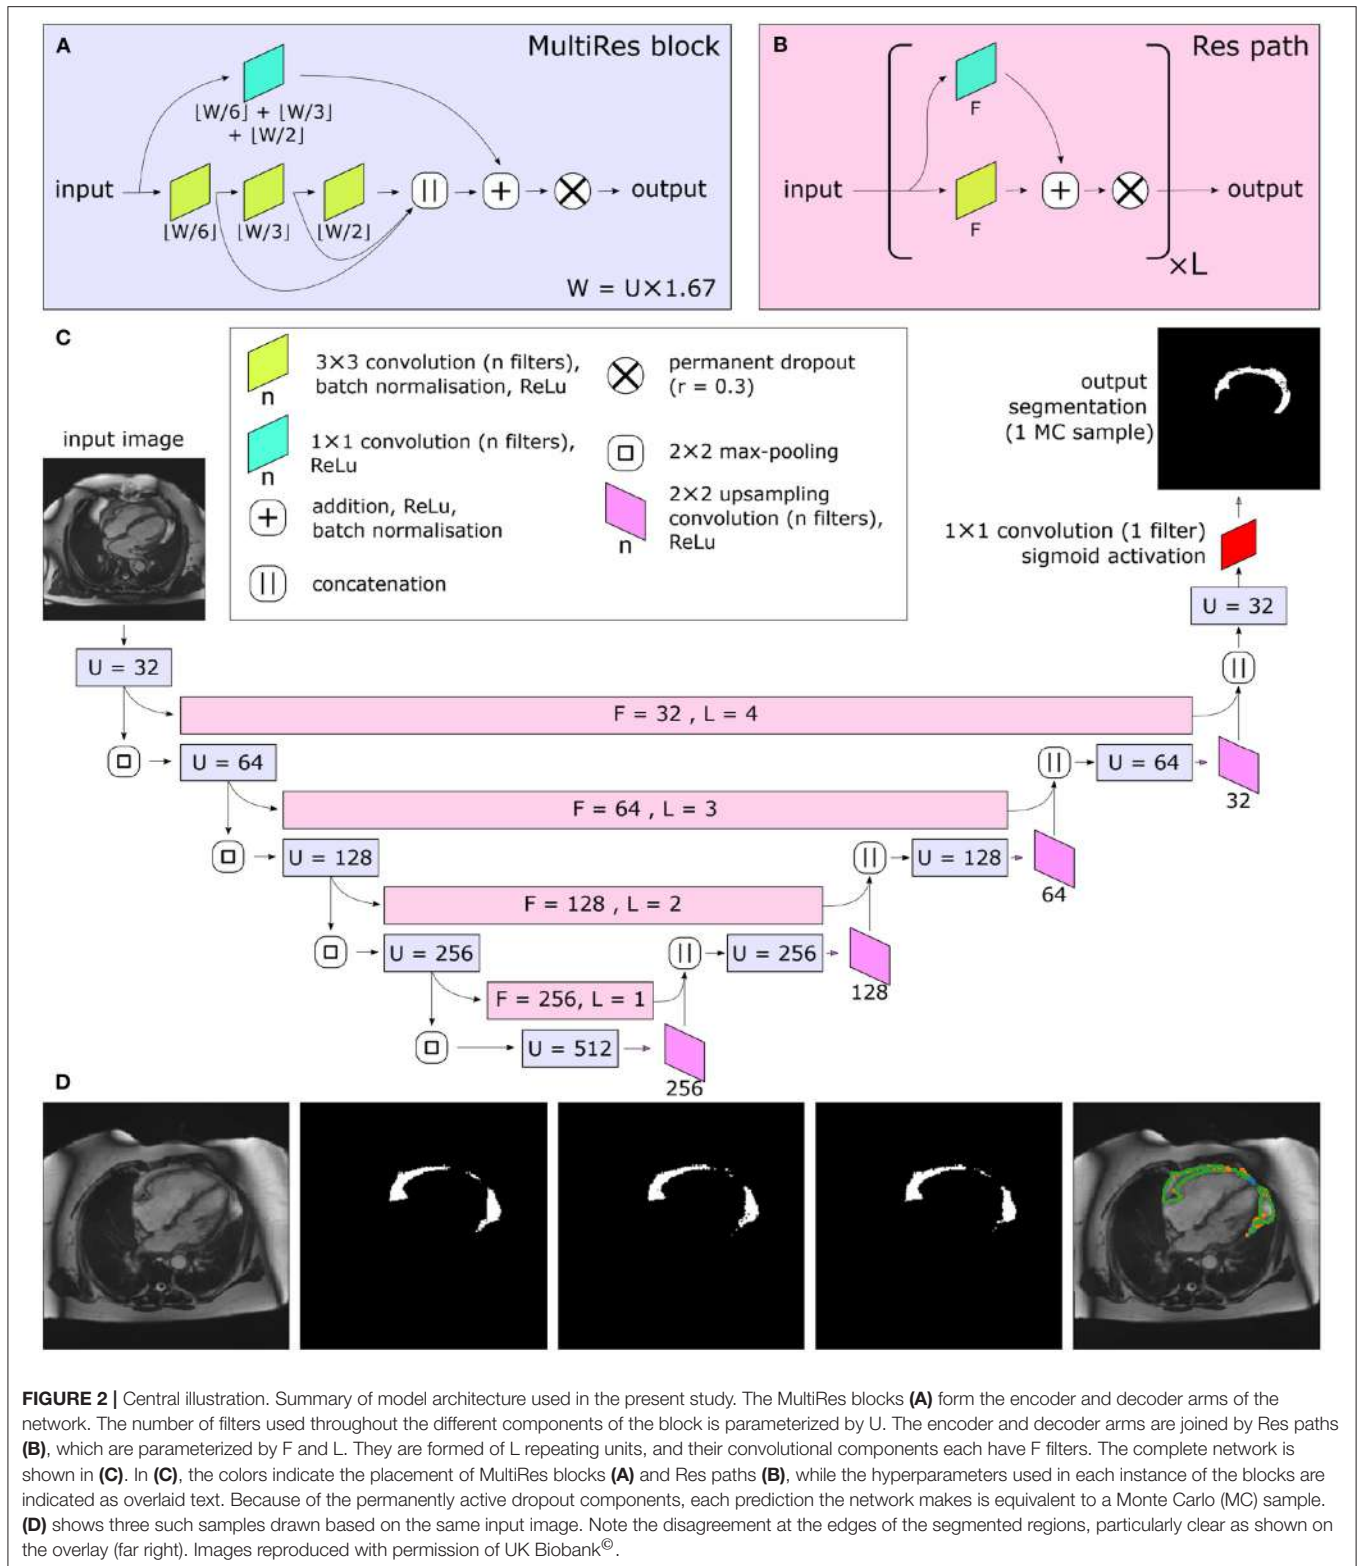 A
MultiRes block
⌊W/6⌋ + ⌊W/3⌋
+ ⌊W/2⌋
input
output
⌊W/6⌋
⌊W/3⌋
⌊W/2⌋
W = U×1.67
B
Res path
F
input
output
F
×L
C
3×3 convolution (n filters),
batch normalisation, ReLu
n
1×1 convolution (n filters),
ReLu
n
addition, ReLu,
batch normalisation
concatenation
permanent dropout
(r = 0.3)
2×2 max-pooling
2×2 upsampling
convolution (n filters),
ReLu
n
input image
output
segmentation
(1 MC sample)
1×1 convolution (1 filter)
sigmoid activation
U = 32
U = 32
F = 32 , L = 4
U = 64
U = 64
32
F = 64 , L = 3
U = 128
U = 128
64
F = 128 , L = 2
U = 256
U = 256
128
F = 256, L = 1
U = 512
256
D
FIGURE 2 | Central illustration. Summary of model architecture used in the present study. The MultiRes blocks (A) form the encoder and decoder arms of the
network. The number of filters used throughout the different components of the block is parameterized by U. The encoder and decoder arms are joined by Res paths
(B), which are parameterized by F and L. They are formed of L repeating units, and their convolutional components each have F filters. The complete network is
shown in (C). In (C), the colors indicate the placement of MultiRes blocks (A) and Res paths (B), while the hyperparameters used in each instance of the blocks are
indicated as overlaid text. Because of the permanently active dropout components, each prediction the network makes is equivalent to a Monte Carlo (MC) sample.
(D) shows three such samples drawn based on the same input image. Note the disagreement at the edges of the segmented regions, particularly clear as shown on
the overlay (far right). Images reproduced with permission of UK Biobank©.